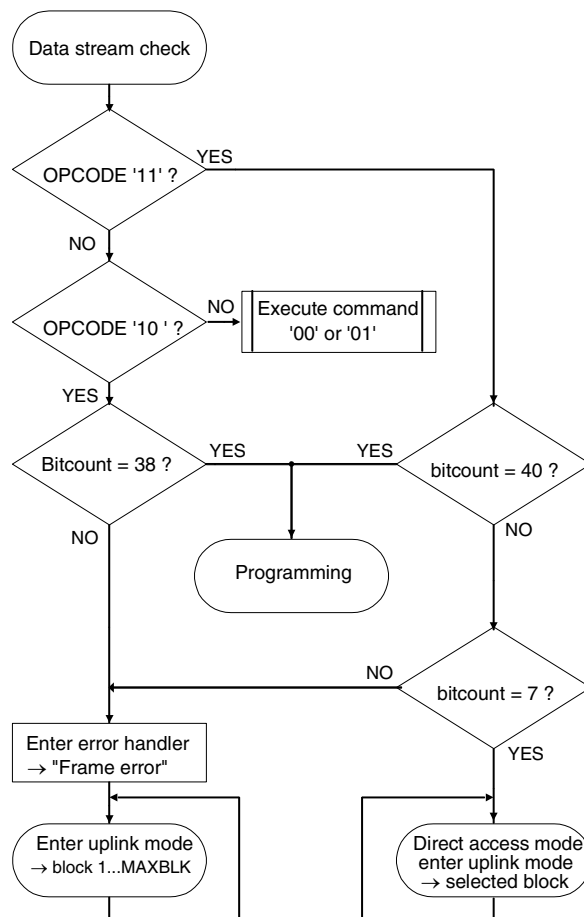 Data stream check
OPCODE '11' ?
YES
NO
OPCODE '10 ' ?
NO
Execute command
'00' or '01'
YES
Bitcount = 38 ?
YES
YES
bitcount = 40 ?
NO
NO
Programming
NO
bitcount = 7 ?
YES
Enter error handler
→ "Frame error"
Enter uplink mode
→ block 1...MAXBLK
Direct access mode
enter uplink mode
→ selected block